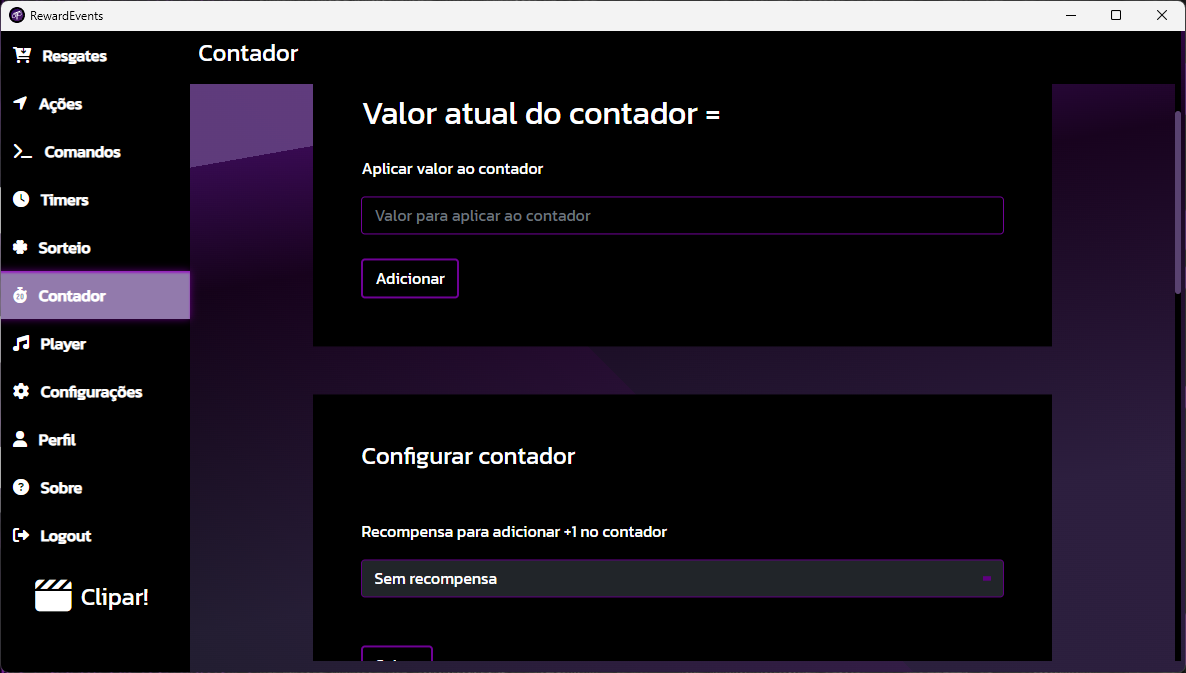 RewardEvents
Resgates
Ações
Comandos
Timers
Sorteio
Contador
Player
Configurações
Perfil
Sobre
Logout
Clipar!
Contador
Valor atual do contador =
Aplicar valor ao contador
Valor para aplicar ao contador
Adicionar
Configurar contador
Recompensa para adicionar +1 no contador
Sem recompensa